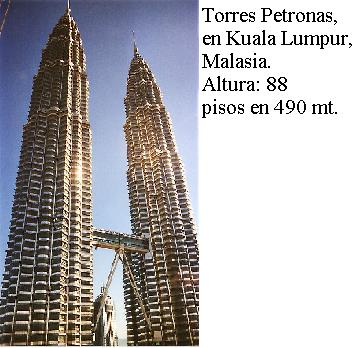 Torres Petronas,
en Kuala Lumpur,
Malasia.
Altura: 88
pisos en 490 mt.